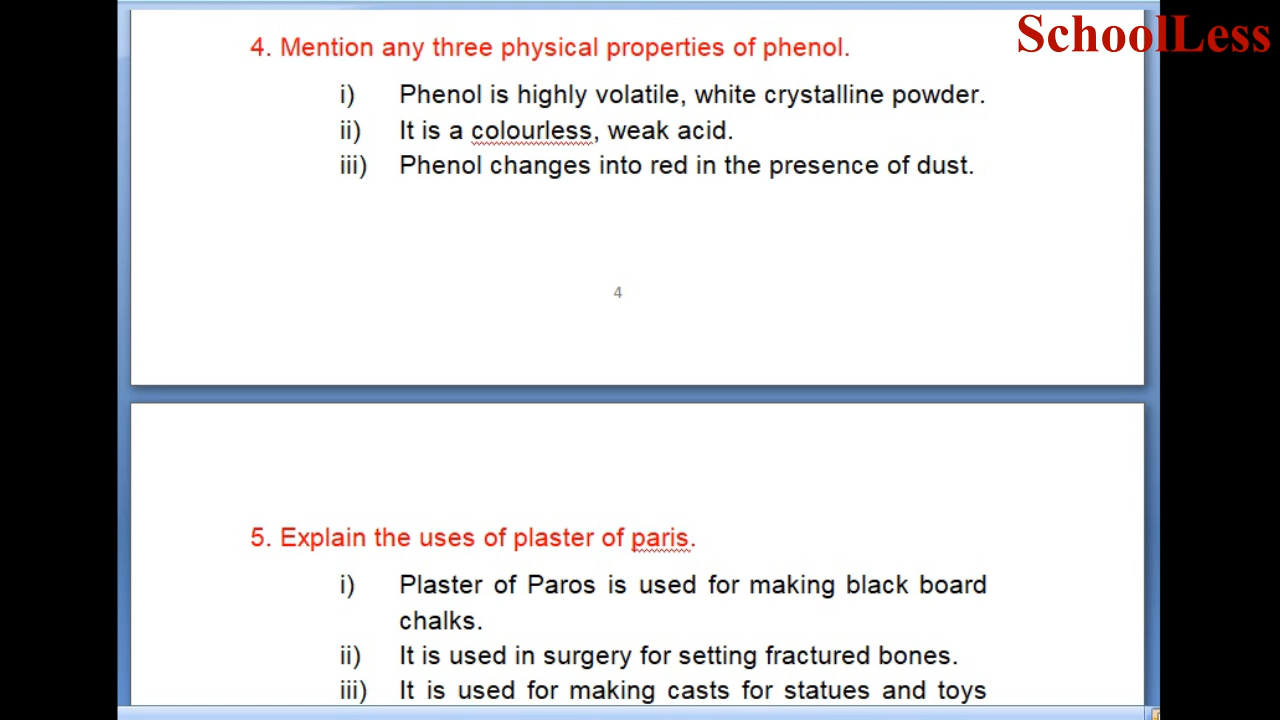 SchoolLess
4. Mention any three physical properties of phenol.
i) Phenol is highly volatile, white crystalline powder.
ii) It is a colourless, weak acid.
iii) Phenol changes into red in the presence of dust.
4
5. Explain the uses of plaster of paris.
i) Plaster of Paros is used for making black board
chalks.
ii) It is used in surgery for setting fractured bones.
iii) It is used for making casts for statues and toys